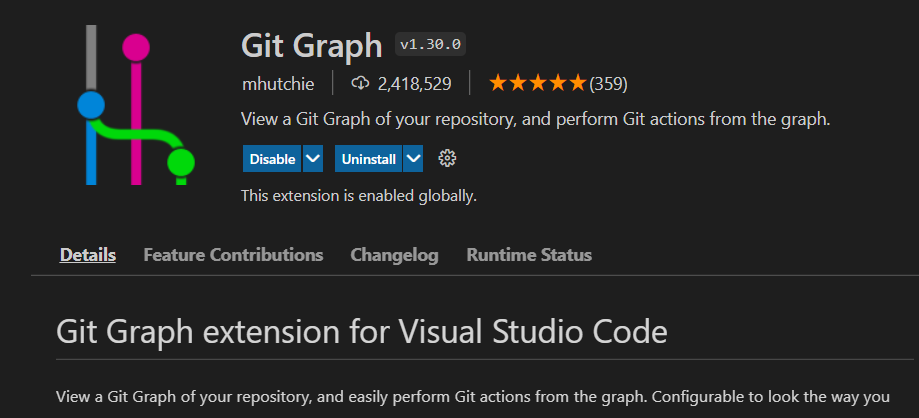 Git Graph v1.30.0
mhutchie 2,418,529 (359)
View a Git Graph of your repository, and perform Git actions from the graph.
Disable Uninstall
This extension is enabled globally.
Details Feature Contributions Changelog Runtime Status
Git Graph extension for Visual Studio Code
View a Git Graph of your repository, and easily perform Git actions from the graph. Configurable to look the way you